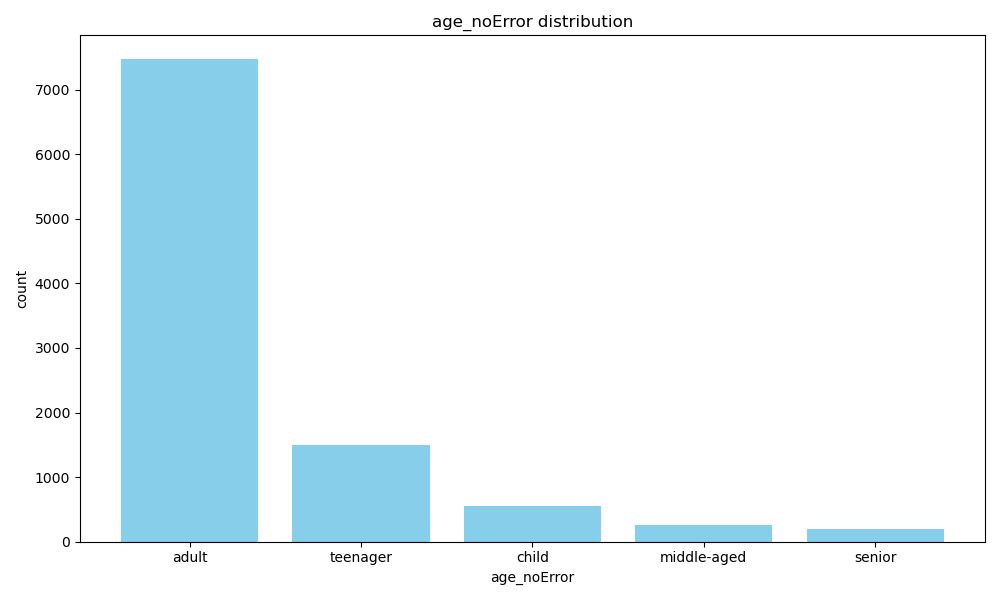 age_noError distribution
7000
6000
5000
4000
3000
2000
1000
0
count
adult teenager child middle-aged senior
age_noError